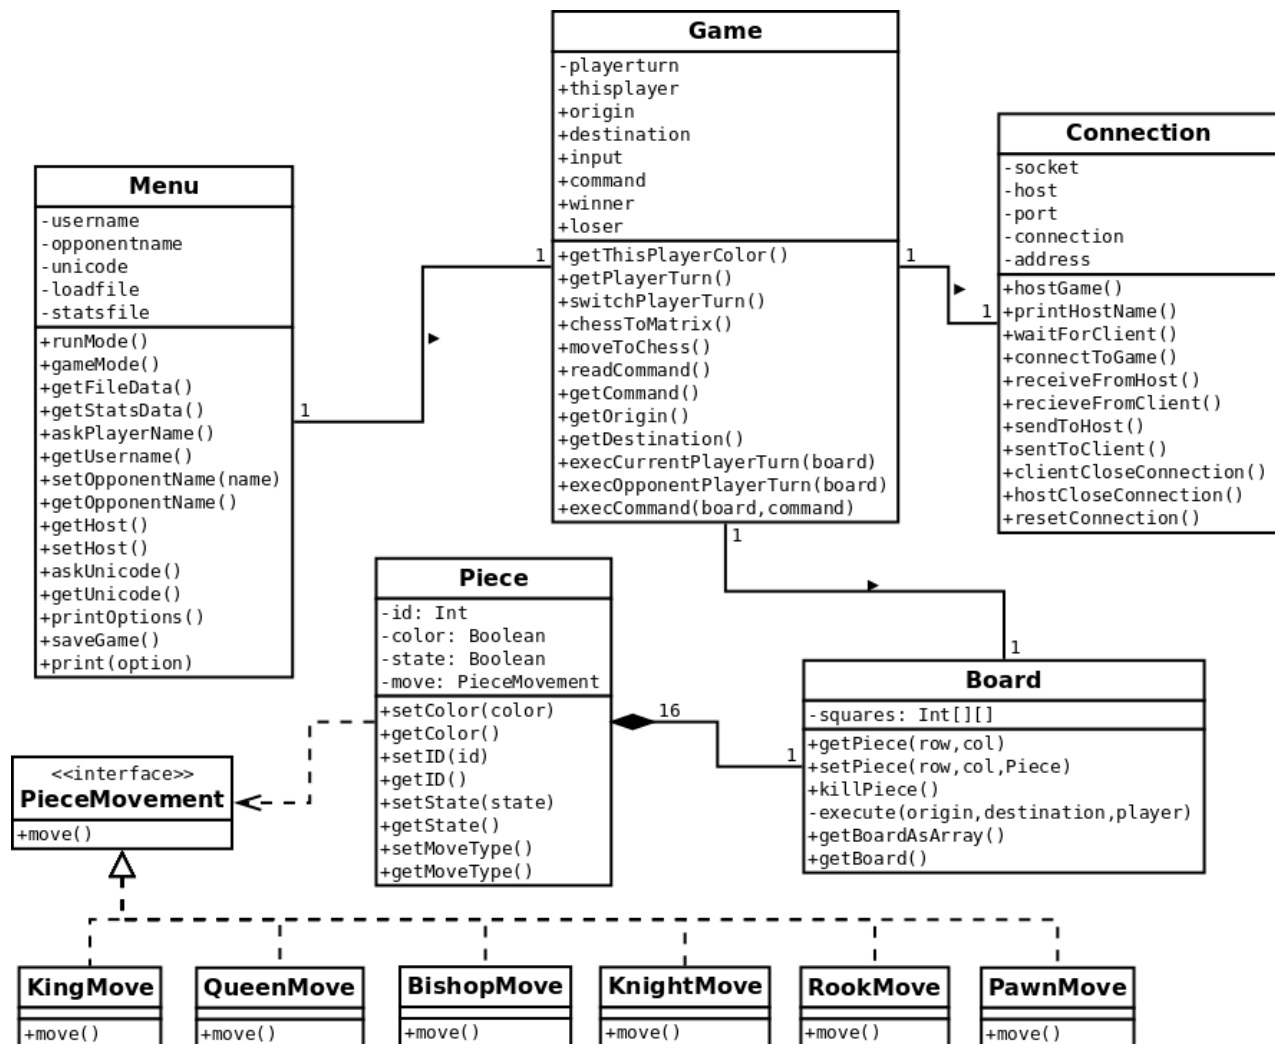 Game
-playerturn
+thisplayer
+origin
+destination
+input
+command
+winner
+loser
+getThisPlayerColor()
+getPlayerTurn()
+switchPlayerTurn()
+chessToMatrix()
+moveToChess()
+readCommand()
+getCommand()
+getOrigin()
+getDestination()
+execCurrentPlayerTurn(board)
+execOpponentPlayerTurn(board)
+execCommand(board,command)
Connection
-socket
-host
-port
-connection
-address
+hostGame()
+printHostName()
+waitForClient()
+connectToGame()
+receiveFromHost()
+recieveFromClient()
+sendToHost()
+sentToClient()
+clientCloseConnection()
+hostCloseConnection()
+resetConnection()
Menu
-username
-opponentname
-unicode
-loadfile
-statsfile
+runMode()
+gameMode()
+getFileData()
+getStatsData()
+askPlayerName()
+getUsername()
+setOpponentName(name)
+getOpponentName()
+getHost()
+setHost()
+askUnicode()
+getUnicode()
+printOptions()
+saveGame()
+print(option)
1
1
1
1
1
1
Piece
-id: Int
-color: Boolean
-state: Boolean
-move: PieceMovement
+setColor(color)
+getColor()
+setID(id)
+getID()
+setState(state)
+getState()
+setMoveType()
+getMoveType()
16
1
Board
-squares: Int[][]
+getPiece(row,col)
+setPiece(row,col,Piece)
+killPiece()
-execute(origin,destination,player)
+getBoardAsArray()
+getBoard()
<<interface>>
PieceMovement
+move()
KingMove
+move()
QueenMove
+move()
BishopMove
+move()
KnightMove
+move()
RookMove
+move()
PawnMove
+move()